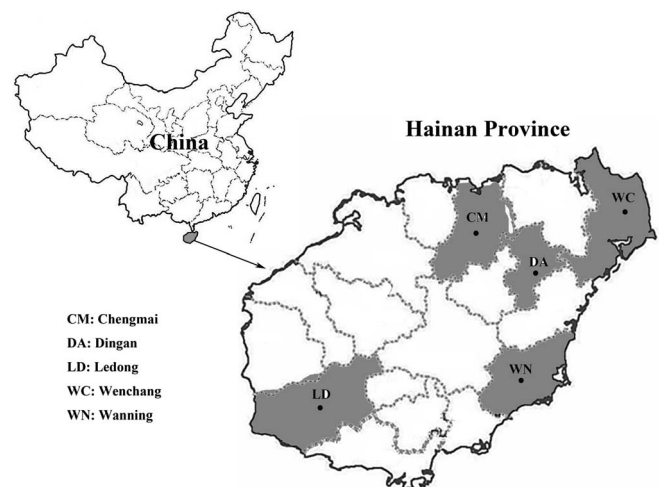 China
Hainan Province
CM
WC
DA
WN
LD
CM: Chengmai
DA: Dingan
LD: Ledong
WC: Wenchang
WN: Wanning